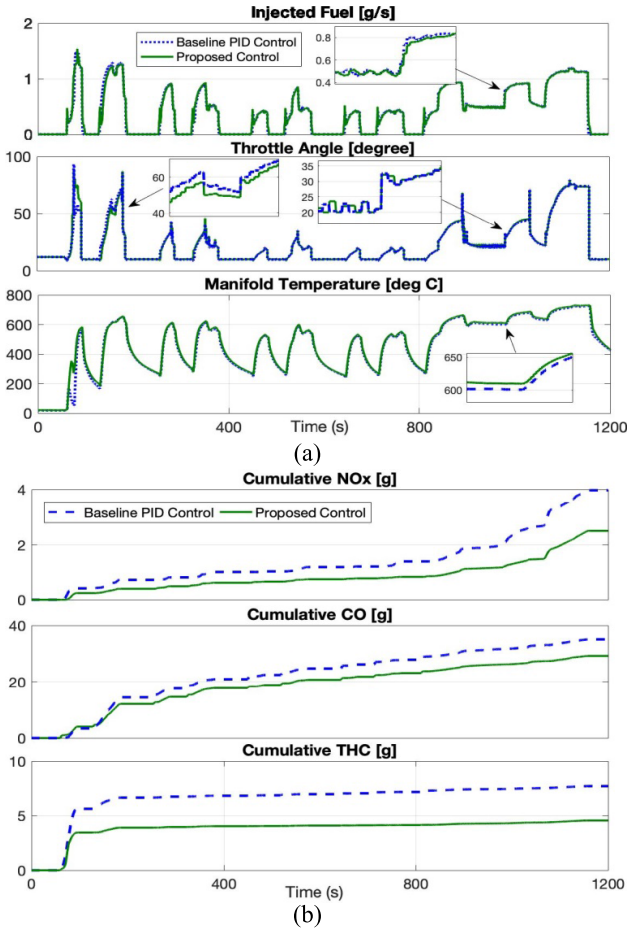 Injected Fuel [g/s]
2
1
0
Baseline PID Control
Proposed Control
0.8
0.6
0.4
Throttle Angle [degree]
100
50
0
60
40
35
30
25
20
Manifold Temperature [deg C]
800
600
400
200
0
650
600
0
400
800
1200
Time (s)
(a)
Cumulative NOx [g]
4
2
0
Baseline PID Control
Proposed Control
Cumulative CO [g]
40
20
0
Cumulative THC [g]
10
5
0
0
400
800
1200
Time (s)
(b)